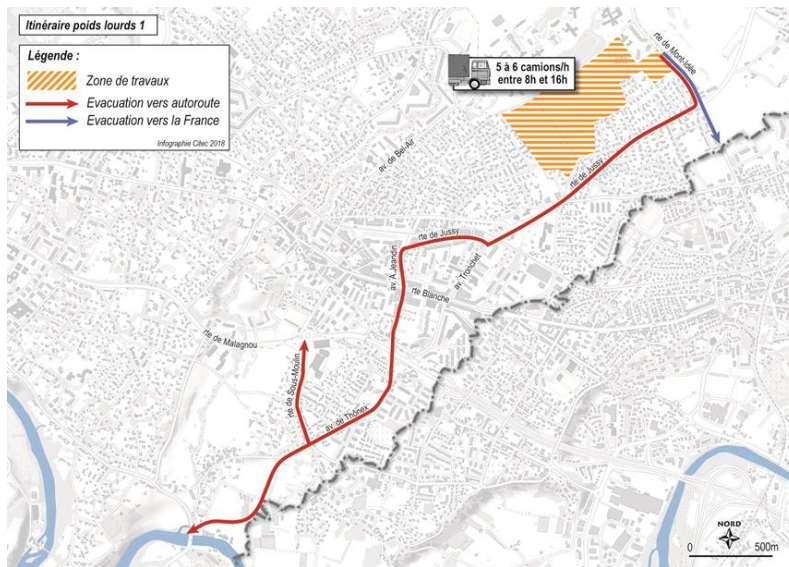 Itinéraire poids lourds 1
Légende :
Zone de travaux
Evacuation vers autoroute
Evacuation vers la France
Infographie Citec 2018
5 à 6 camions/h
entre 8h et 16h
rte de Mont-Idée
av. de Bel-Air
rte de Jussy
rte de Jussy
av. Tronchet
av. A.Jeandin
rte Blanche
rte de Malagnou
rte de Sous-Moulin
av. de Thônex
NORD
0 500m